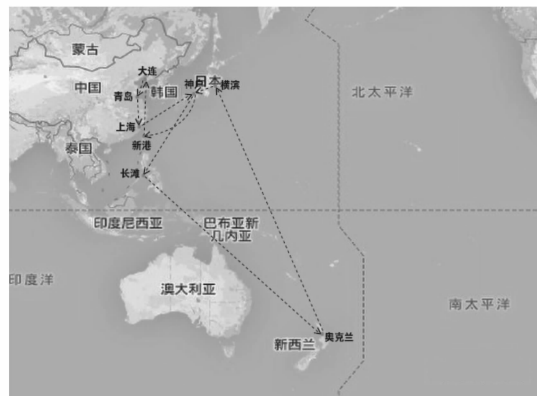 蒙古
大连
中国
韩国
神户
日本
横滨
青岛
北太平洋
上海
新港
泰国
长滩
印度尼西亚
巴布亚新
几内亚
印度洋
澳大利亚
南太平洋
奥克兰
新西兰